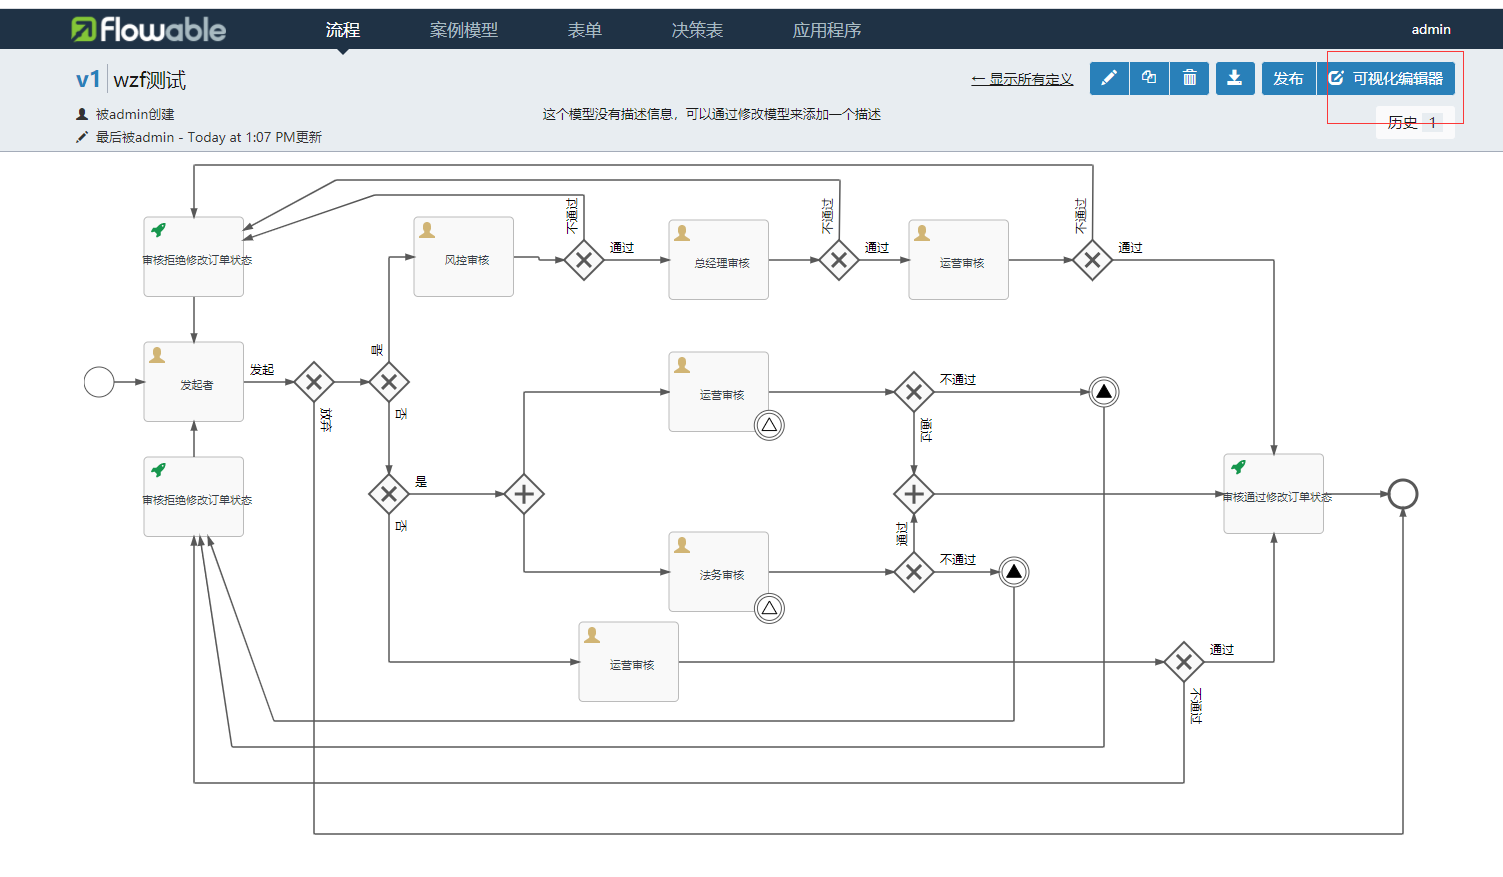 flowable
流程
案例模型
表单
决策表
应用程序
admin
v1
wzf测试
← 显示所有定义
发布
可视化编辑器
被admin创建
这个模型没有描述信息，可以通过修改模型来添加一个描述
历史 1
最后被admin - Today at 1:07 PM更新
不通过
不通过
不通过
审核拒绝修改订单状态
风控审核
通过
总经理审核
通过
运营审核
通过
是
发起者
发起
放弃
否
运营审核
不通过
通过
审核拒绝修改订单状态
是
否
审核通过修改订单状态
通过
法务审核
不通过
运营审核
通过
不通过